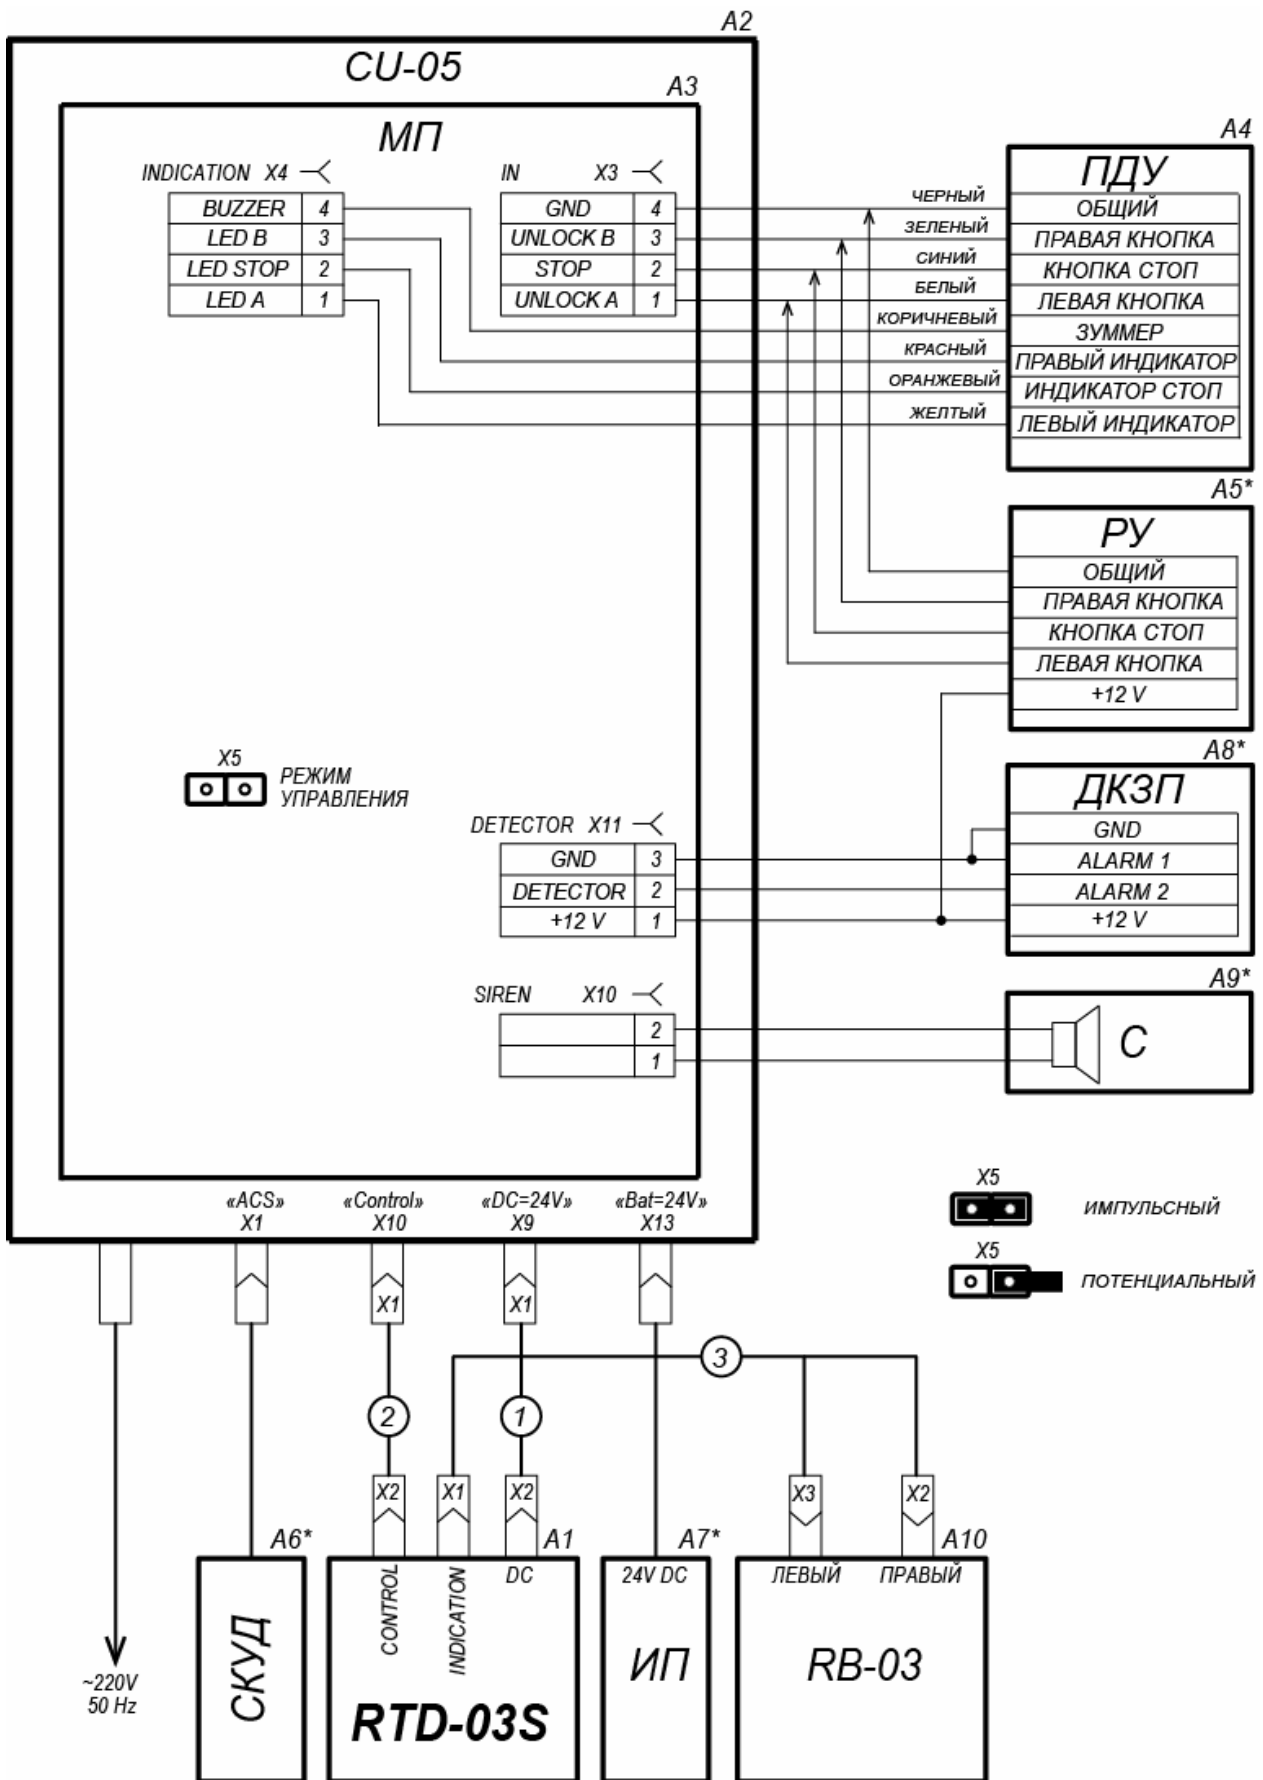 A2
CU-05
A3
МП
INDICATION X4
BUZZER 4
LED B 3
LED STOP 2
LED A 1
IN X3
GND 4
UNLOCK B 3
STOP 2
UNLOCK A 1
ЧЕРНЫЙ
ЗЕЛЕНЫЙ
СИНИЙ
БЕЛЫЙ
КОРИЧНЕВЫЙ
КРАСНЫЙ
ОРАНЖЕВЫЙ
ЖЕЛТЫЙ
A4
ПДУ
ОБЩИЙ
ПРАВАЯ КНОПКА
КНОПКА СТОП
ЛЕВАЯ КНОПКА
ЗУММЕР
ПРАВЫЙ ИНДИКАТОР
ИНДИКАТОР СТОП
ЛЕВЫЙ ИНДИКАТОР
A5*
РУ
ОБЩИЙ
ПРАВАЯ КНОПКА
КНОПКА СТОП
ЛЕВАЯ КНОПКА
+12 V
X5
РЕЖИМ
УПРАВЛЕНИЯ
A8*
ДКЗП
GND
ALARM 1
ALARM 2
+12 V
DETECTOR X11
GND 3
DETECTOR 2
+12 V 1
A9*
C
SIREN X10
2
1
X5
ИМПУЛЬСНЫЙ
X5
ПОТЕНЦИАЛЬНЫЙ
«ACS»
X1
«Control»
X10
«DC=24V»
X9
«Bat=24V»
X13
X1
X1
3
2
1
X2
X1
X2
X3
X2
~220V
50 Hz
A6*
СКУД
A1
CONTROL
INDICATION
DC
RTD-03S
A7*
24V DC
ИП
A10
ЛЕВЫЙ
ПРАВЫЙ
RB-03